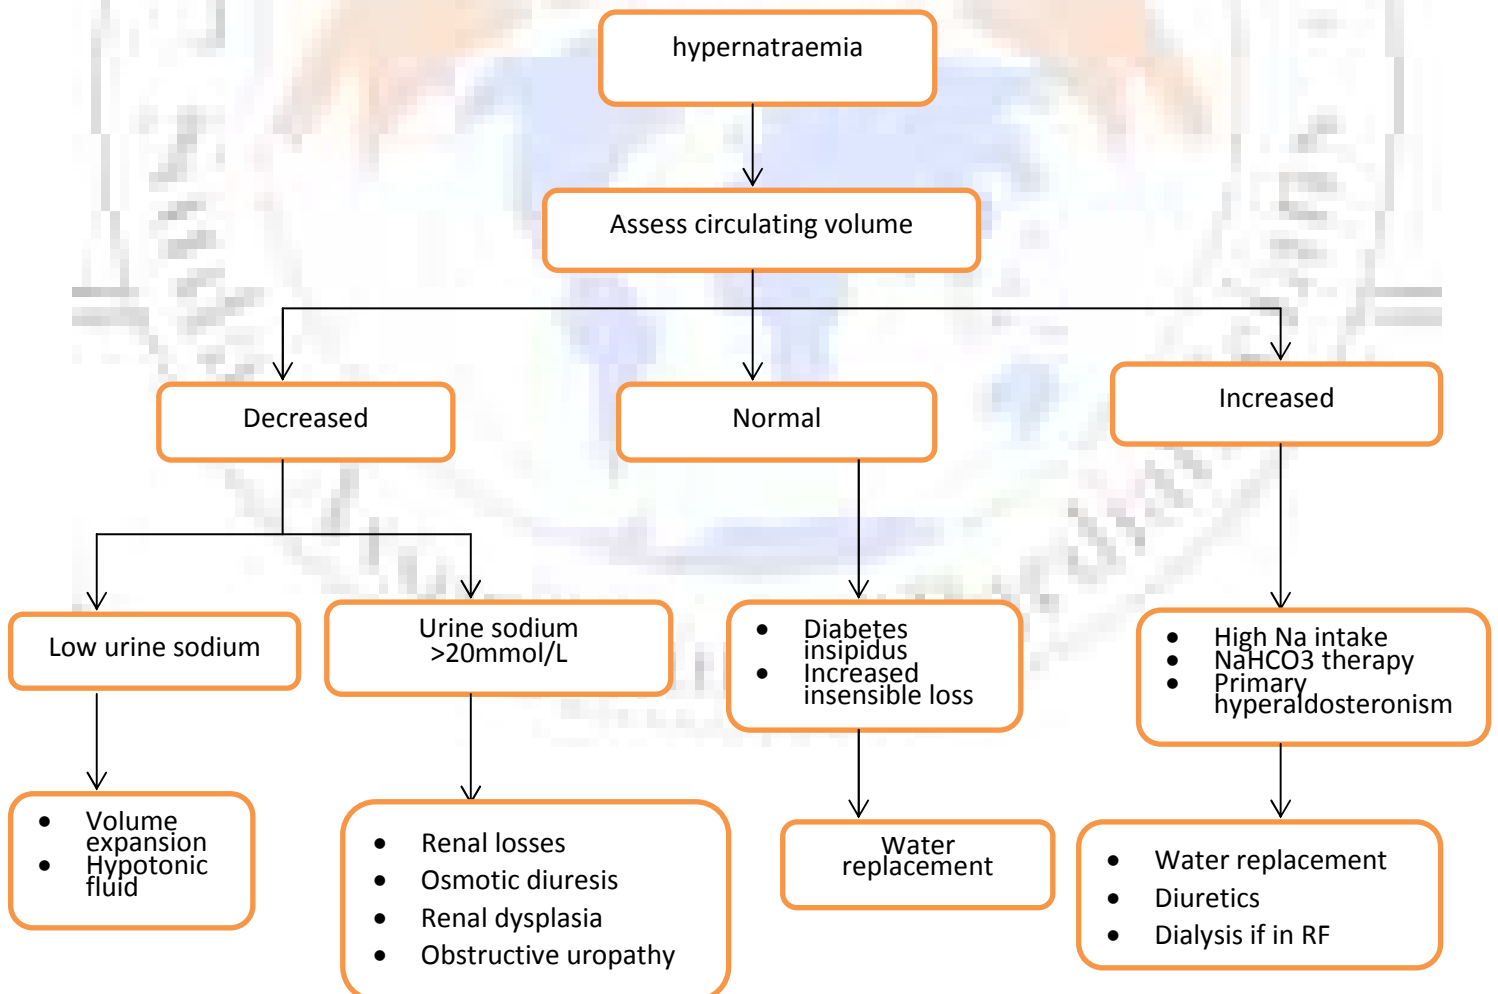 hypernatraemia
Assess circulating volume
Decreased
Normal
Increased
Low urine sodium
Urine sodium
>20mmol/L
• Diabetes
insipidus
• Increased
insensible loss
• High Na intake
• NaHCO3 therapy
• Primary
hyperaldosteronism
• Volume
expansion
• Hypotonic
fluid
• Renal losses
• Osmotic diuresis
• Renal dysplasia
• Obstructive uropathy
Water
replacement
• Water replacement
• Diuretics
• Dialysis if in RF